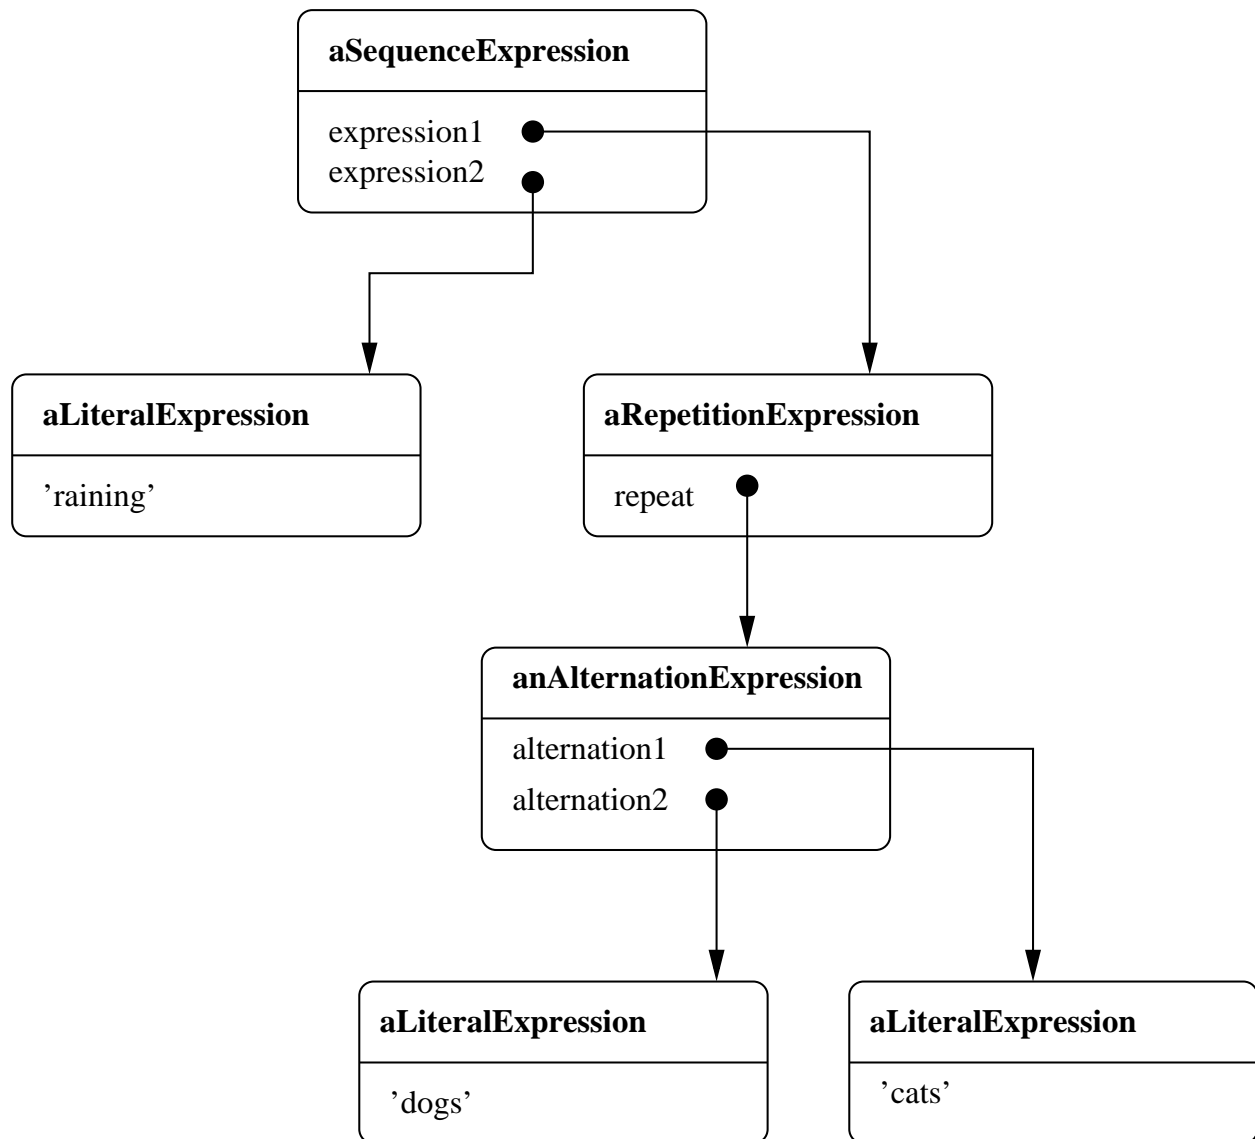 aSequenceExpression
expression1
expression2
aLiteralExpression
’raining’
aRepetitionExpression
repeat
anAlternationExpression
alternation1
alternation2
aLiteralExpression
’dogs’
aLiteralExpression
’cats’